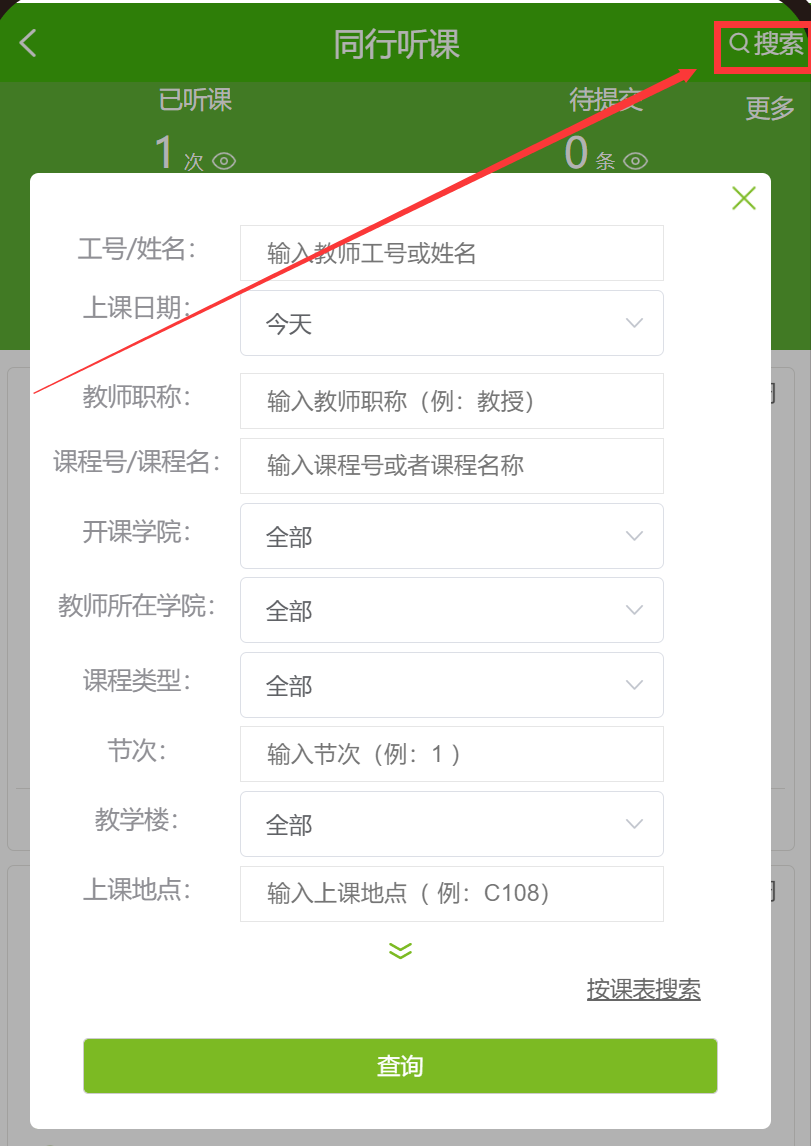 同行听课
搜索
已听课
待提交
更多
1 次
0 条
工号/姓名：
输入教师工号或姓名
上课日期：
今天
教师职称：
输入教师职称（例：教授）
课程号/课程名：
输入课程号或者课程名称
开课学院：
全部
教师所在学院：
全部
课程类型：
全部
节次：
输入节次（例：1 ）
教学楼：
全部
上课地点：
输入上课地点（ 例：C108）
按课表搜索
查询